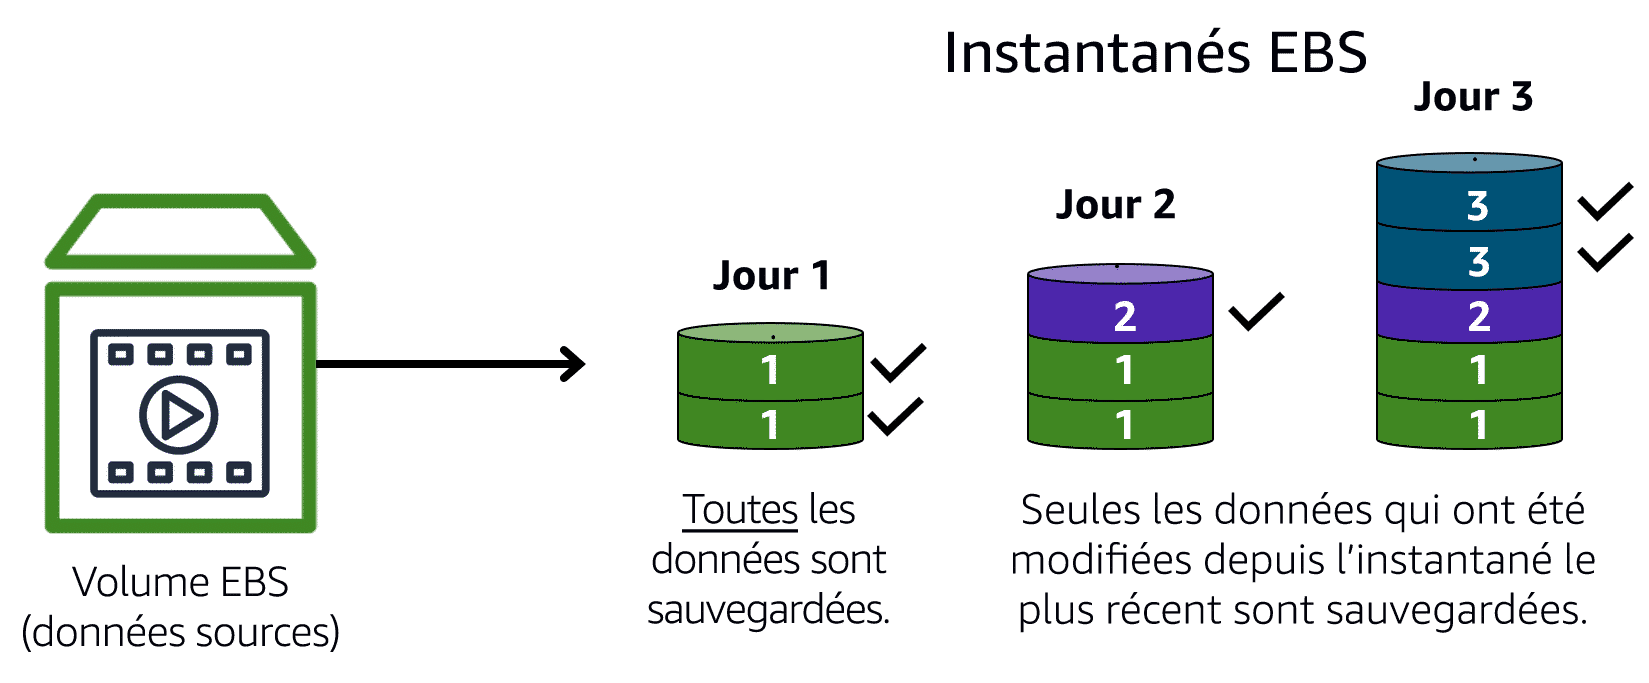 Instantanés EBS
Jour 3
3
3
2
1
1
Jour 2
2
1
1
Jour 1
1
1
Volume EBS
(données sources)
Toutes les
données sont
sauvegardées.
Seules les données qui ont été
modifiées depuis l'instantané le
plus récent sont sauvegardées.